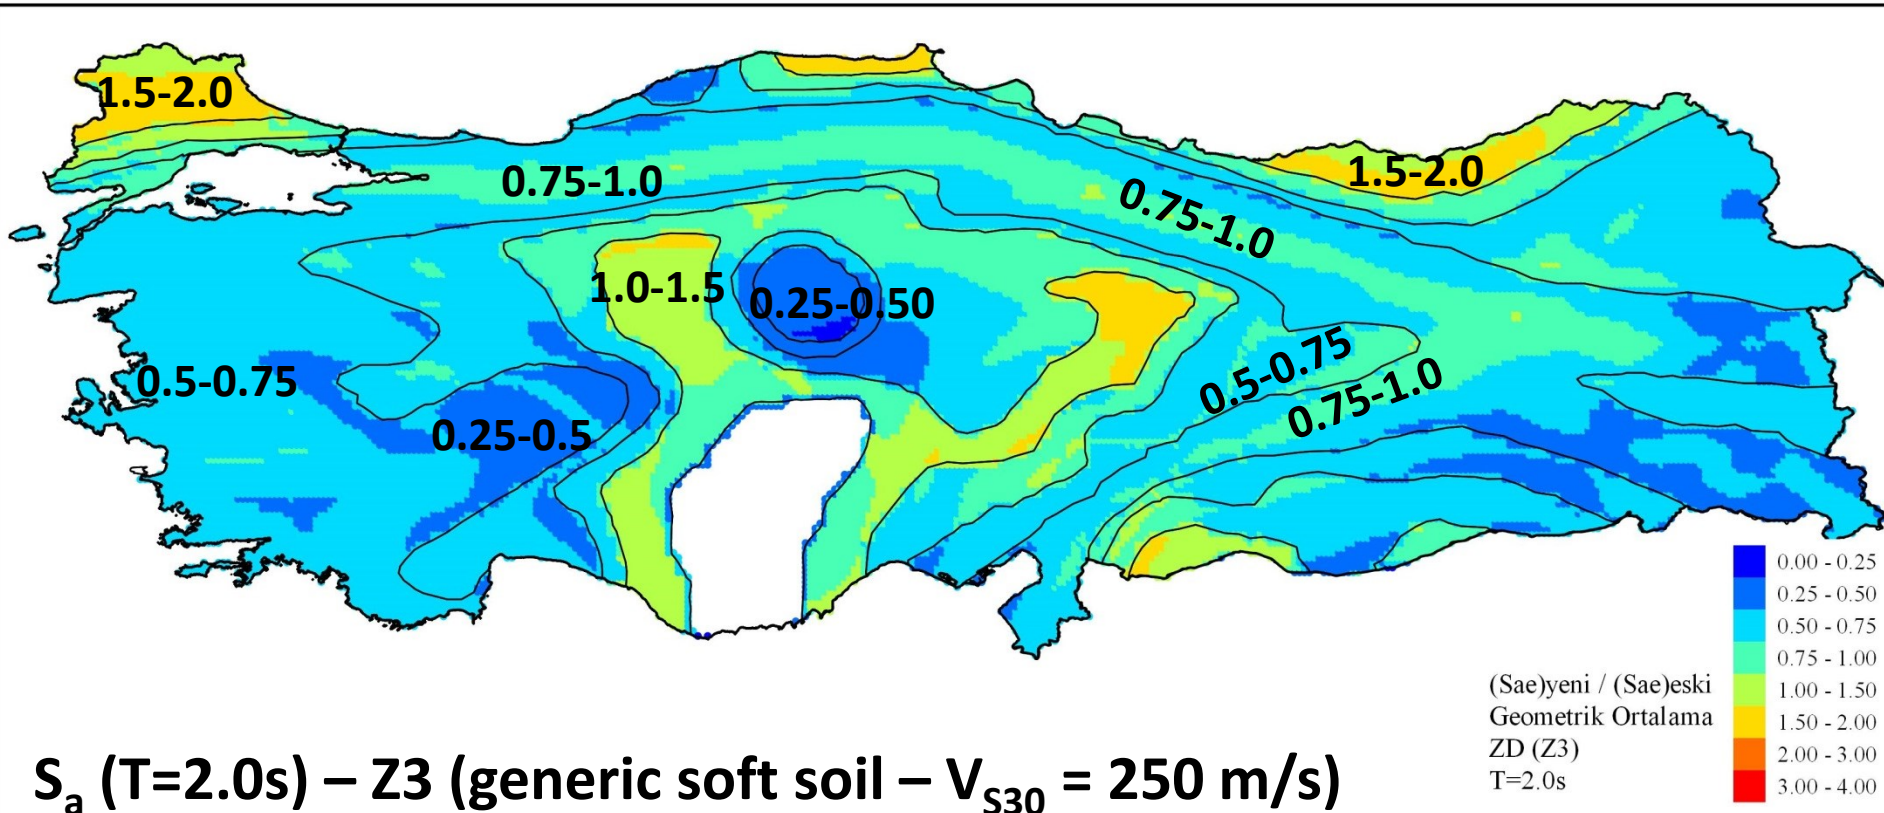 1.5-2.0
0.75-1.0
1.5-2.0
0.75-1.0
1.0-1.5
0.25-0.50
0.5-0.75
0.5-0.75
0.75-1.0
0.25-0.5
0.00 - 0.25
0.25 - 0.50
0.50 - 0.75
0.75 - 1.00
1.00 - 1.50
1.50 - 2.00
2.00 - 3.00
3.00 - 4.00
(Sae)yeni / (Sae)eski
Geometrik Ortalama
ZD (Z3)
T=2.0s
Sa (T=2.0s) – Z3 (generic soft soil – VS30 = 250 m/s)